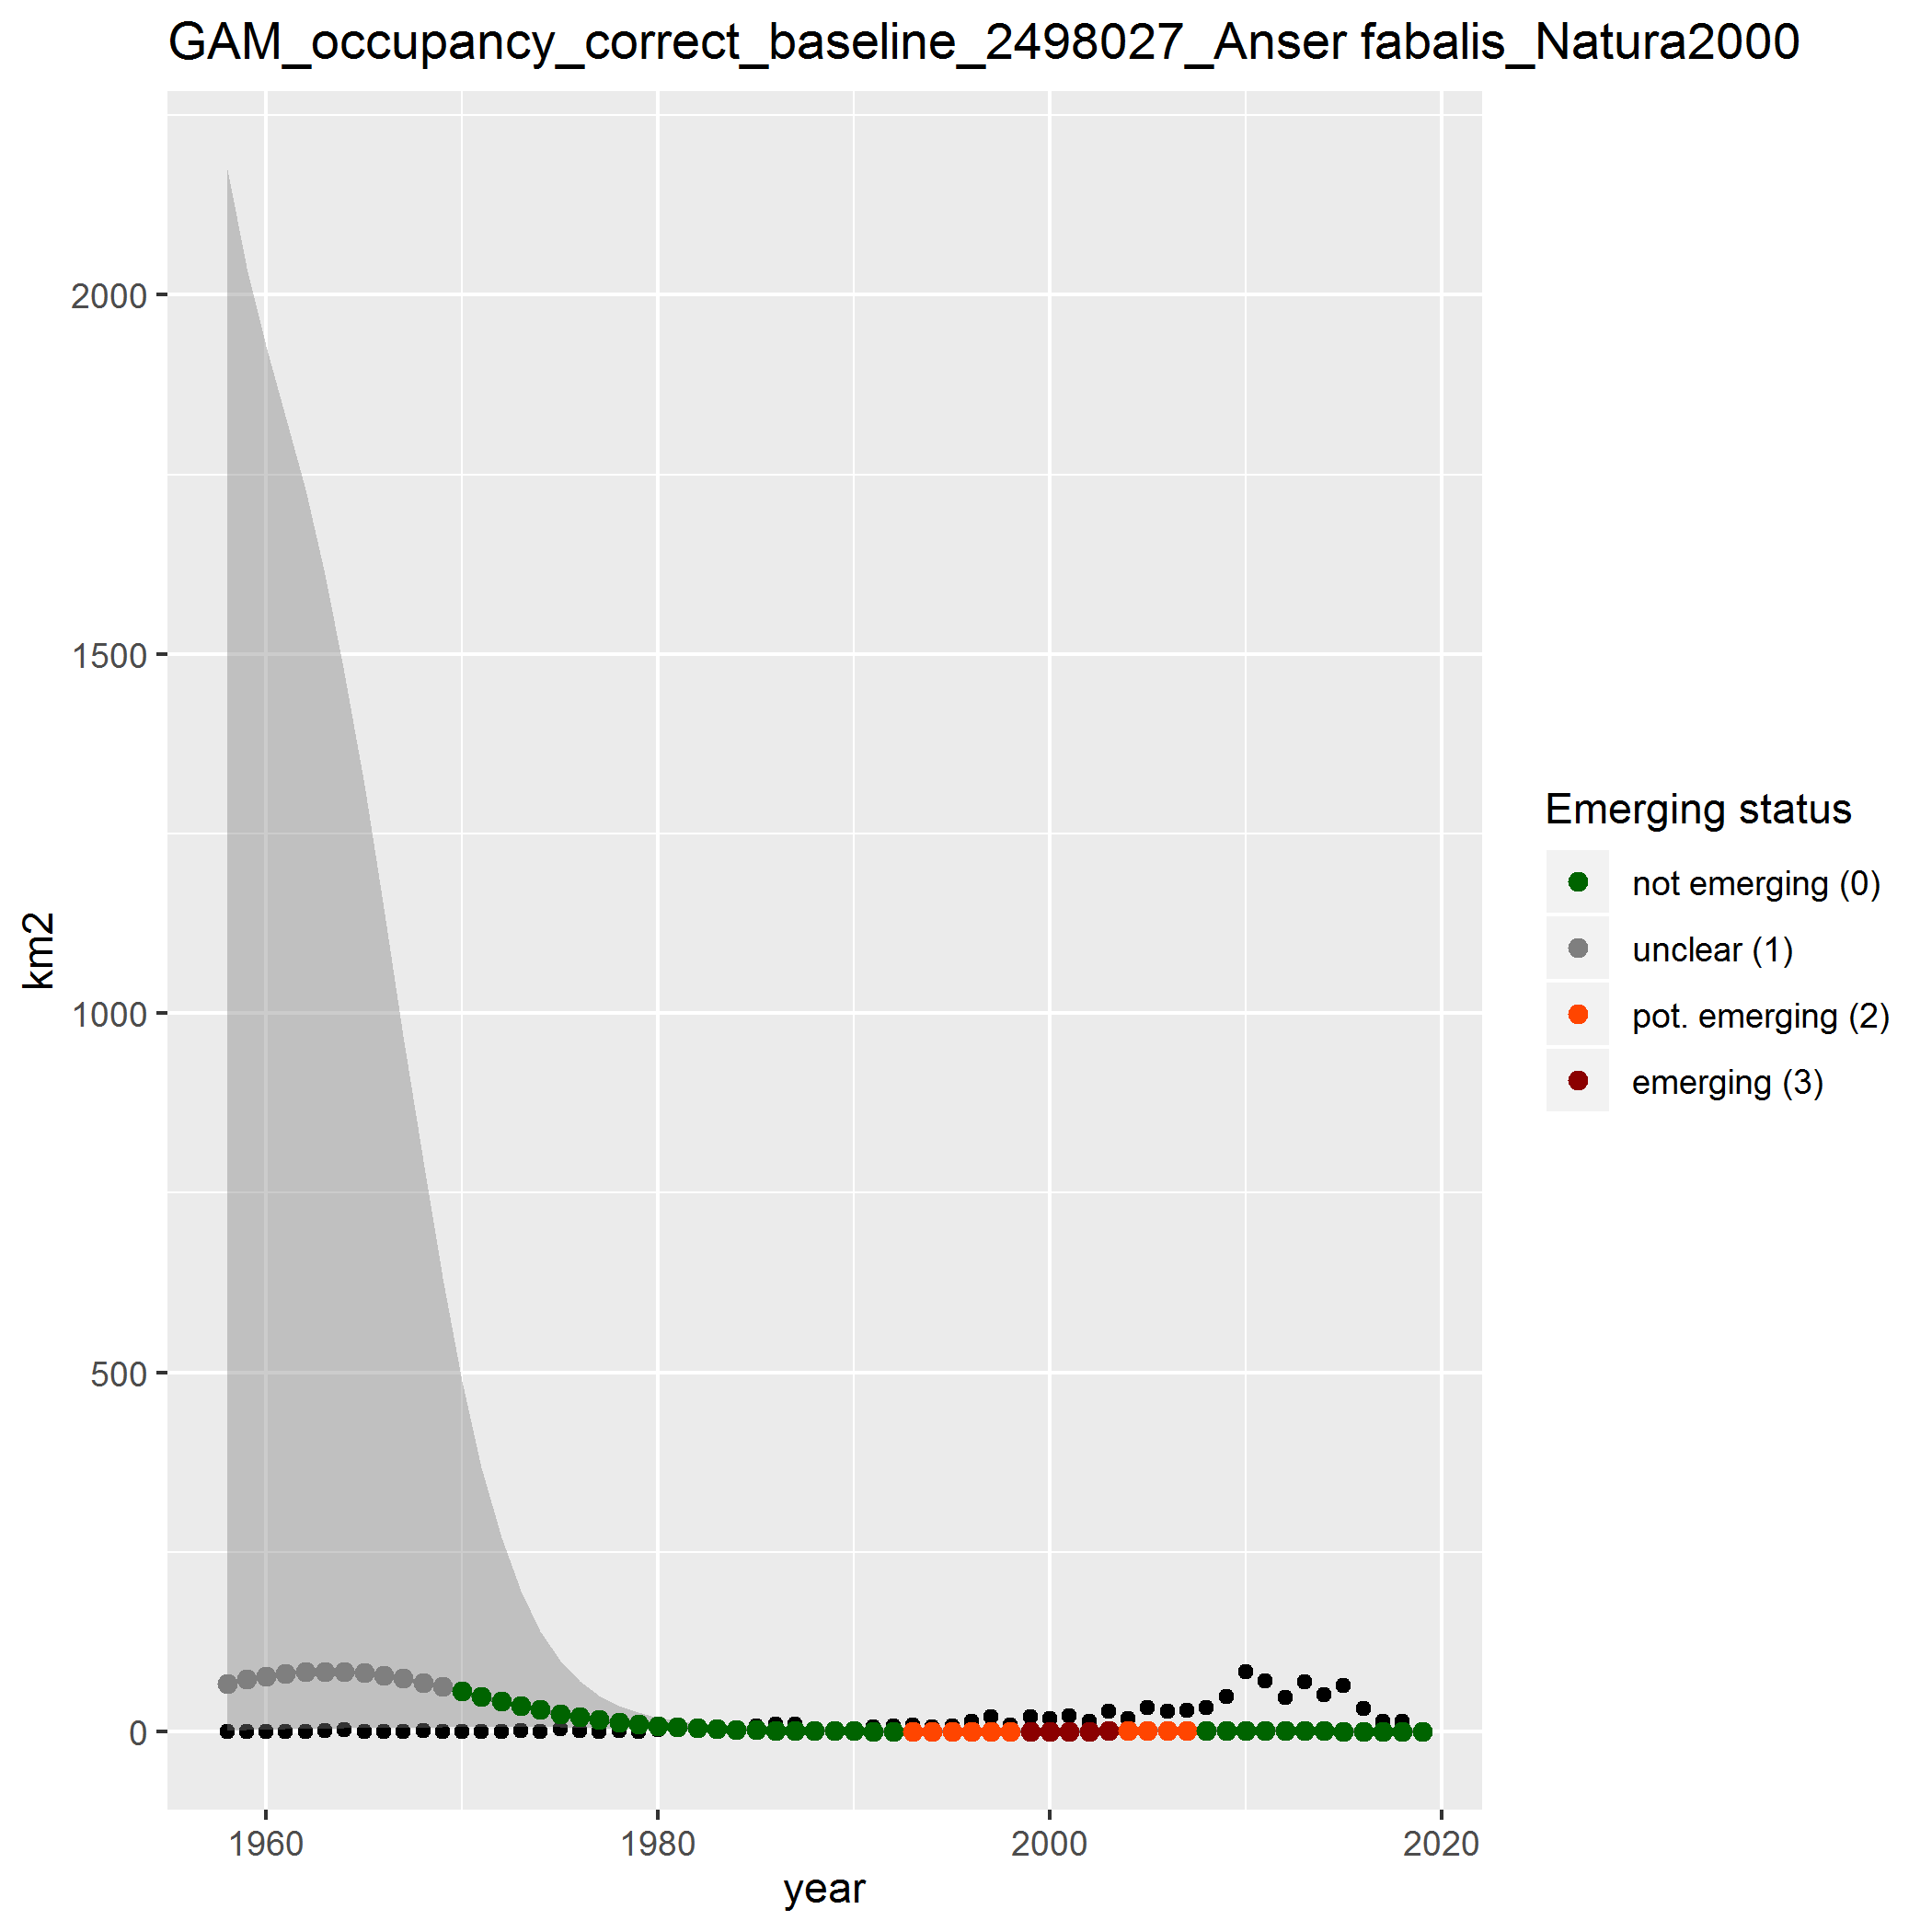 GAM_occupancy_correct_baseline_2498027_Anser fabalis_Natura2000
2000
1500
1000
500
0
km2
1960
1980
2000
2020
year
Emerging status
not emerging (0)
unclear (1)
pot. emerging (2)
emerging (3)